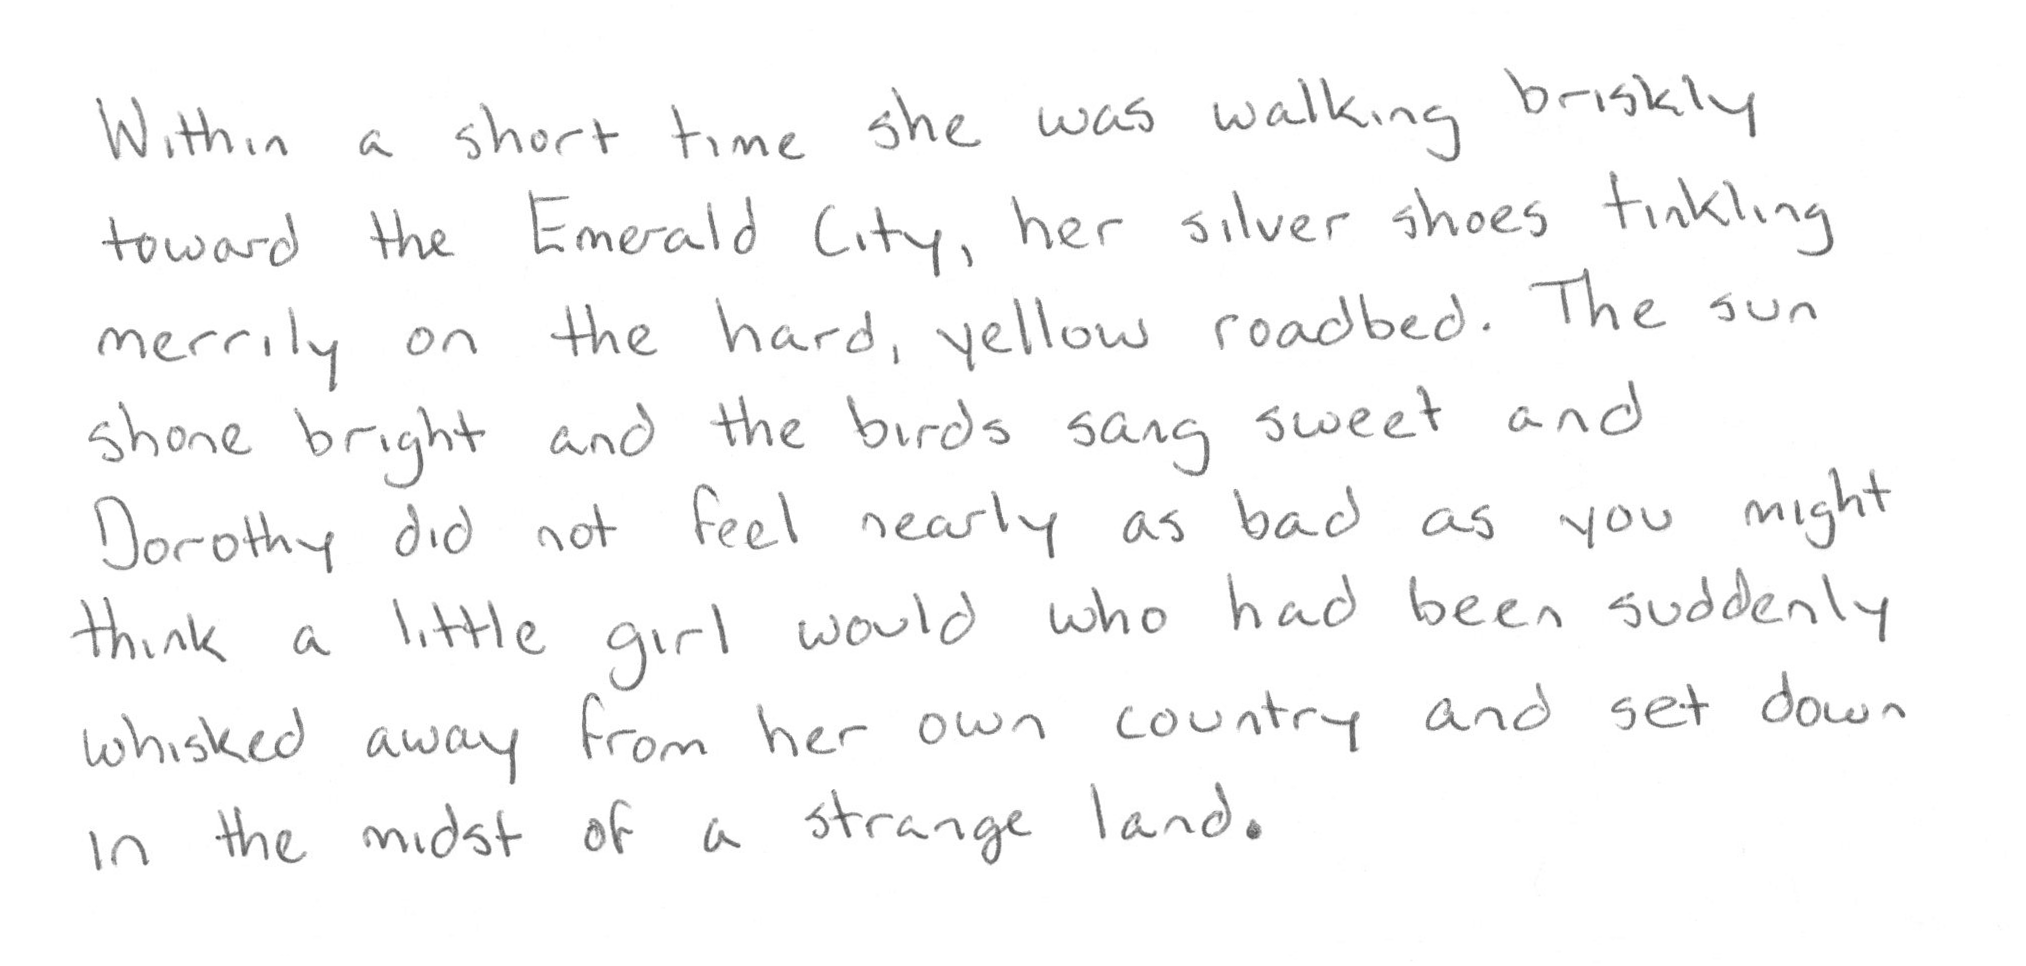 Within a short time she was walking briskly
toward the Emerald City, her silver shoes tinkling
merrily on the hard, yellow roadbed. The sun
shone bright and the birds sang sweet and
Dorothy did not feel nearly as bad as you might
think a little girl would who had been suddenly
whisked away from her own country and set down
in the midst of a strange land.